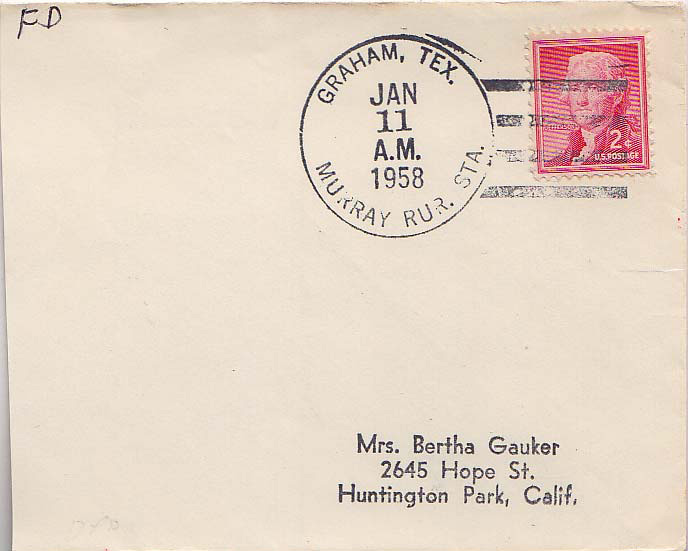 FD
GRAHAM, TEX.
JAN
11
A.M.
1958
MURRAY RUR. STA.
2¢
U.S. POSTAGE
Mrs. Bertha Gauker
2645 Hope St.
Huntington Park, Calif.